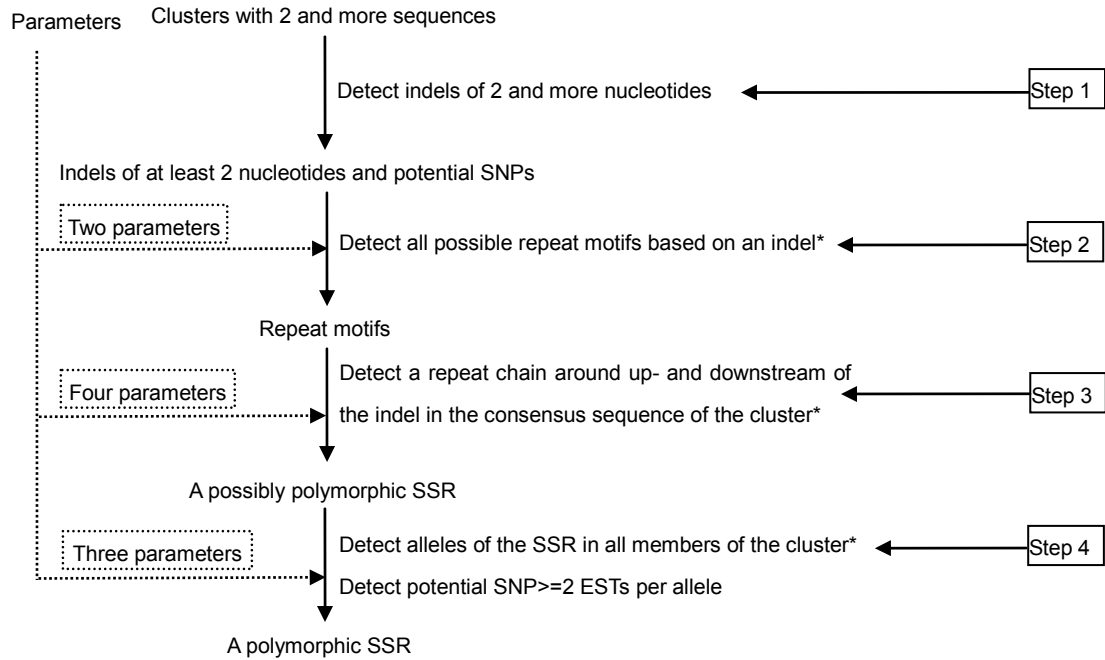 Parameters
Clusters with 2 and more sequences
Detect indels of 2 and more nucleotides
Step 1
Indels of at least 2 nucleotides and potential SNPs
Two parameters
Detect all possible repeat motifs based on an indel*
Step 2
Repeat motifs
Four parameters
Detect a repeat chain around up- and downstream of
the indel in the consensus sequence of the cluster*
Step 3
A possibly polymorphic SSR
Three parameters
Detect alleles of the SSR in all members of the cluster*
Step 4
Detect potential SNP>=2 ESTs per allele
A polymorphic SSR